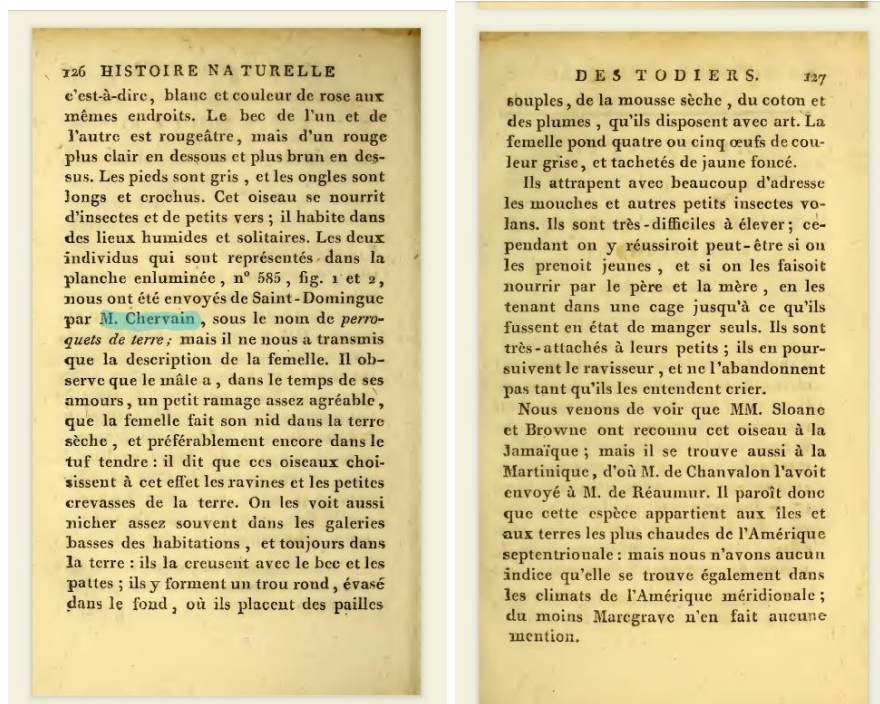 126 HISTOIRE NATURELLE
c'est-à-dire, blanc et couleur de rose aux
mêmes endroits. Le bec de l'un et de
l'autre est rougeâtre, mais d'un rouge
plus clair en dessous et plus brun en des-
sus. Les pieds sont gris, et les ongles sont
longs et crochus. Cet oiseau se nourrit
d'insectes et de petits vers; il habite dans
des lieux humides et solitaires. Les deux
individus qui sont représentés dans la
planche enluminée, n° 585, fig. 1 et 2,
nous ont été envoyés de Saint-Domingue
par M. Chervain, sous le nom de perro-
quets de terre; mais il ne nous a transmis
que la description de la femelle. Il ob-
serve que le mâle a, dans le temps de ses
amours, un petit ramage assez agréable,
que la femelle fait son nid dans la terre
sèche, et préférablement encore dans le
tuf tendre: il dit que ces oiseaux choi-
sissent à cet effet les ravines et les petites
crevasses de la terre. On les voit aussi
nicher assez souvent dans les galeries
basses des habitations, et toujours dans
la terre: ils la creusent avec le bec et les
pattes; ils y forment un trou rond, évasé
dans le fond, où ils placent des pailles
DES TODIERS. 127
souples, de la mousse sèche, du coton et
des plumes, qu'ils disposent avec art. La
femelle pond quatre ou cinq œufs de cou-
leur grise, et tachetés de jaune foncé.
Ils attrapent avec beaucoup d'adresse
les mouches et autres petits insectes vo-
lans. Ils sont très-difficiles à élever; ce-
pendant on y réussiroit peut-être si on
les prenoit jeunes, et si on les faisoit
nourrir par le père et la mère, en les
tenant dans une cage jusqu'à ce qu'ils
fussent en état de manger seuls. Ils sont
très-attachés à leurs petits; ils en pour-
suivent le ravisseur, et ne l'abandonnent
pas tant qu'ils les entendent crier.
Nous venons de voir que MM. Sloane
et Browne ont reconnu cet oiseau à la
Jamaïque; mais il se trouve aussi à la
Martinique, d'où M. de Chanvalon l'avoit
envoyé à M. de Réaumur. Il paroît donc
que cette espèce appartient aux îles et
aux terres les plus chaudes de l'Amérique
septentrionale: mais nous n'avons aucun
indice qu'elle se trouve également dans
les climats de l'Amérique méridionale;
du moins Marcgrave n'en fait aucune
mention.